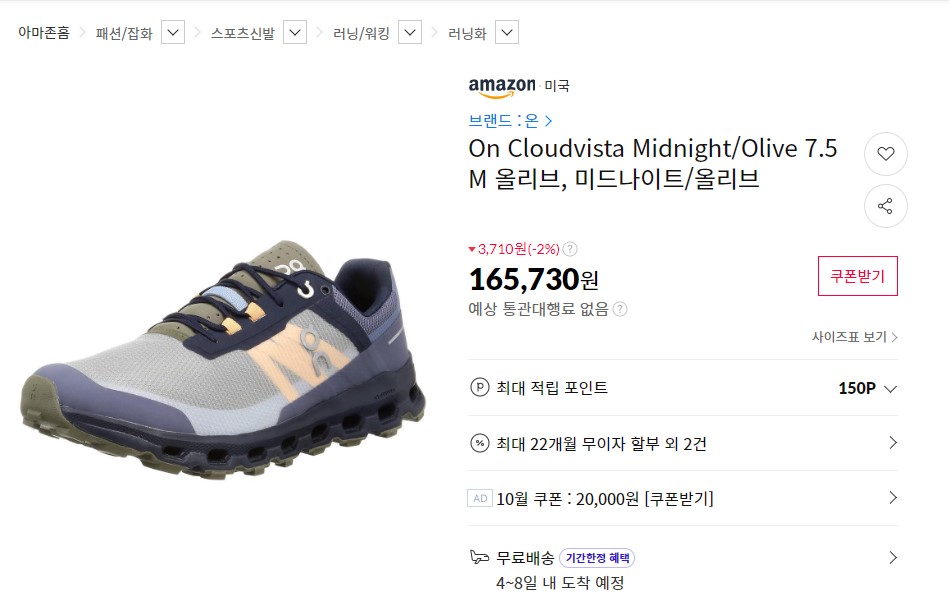 아마존홈 패션/잡화 스포츠신발 러닝/워킹 러닝화
amazon · 미국
브랜드 : 온
On Cloudvista Midnight/Olive 7.5
M 올리브, 미드나이트/올리브
3,710원(-2%) ?
165,730원
쿠폰받기
예상 통관대행료 없음 ?
사이즈표 보기
P 최대 적립 포인트 150P
% 최대 22개월 무이자 할부 외 2건
AD 10월 쿠폰 : 20,000원 [쿠폰받기]
무료배송 기간한정 혜택
4~8일 내 도착 예정